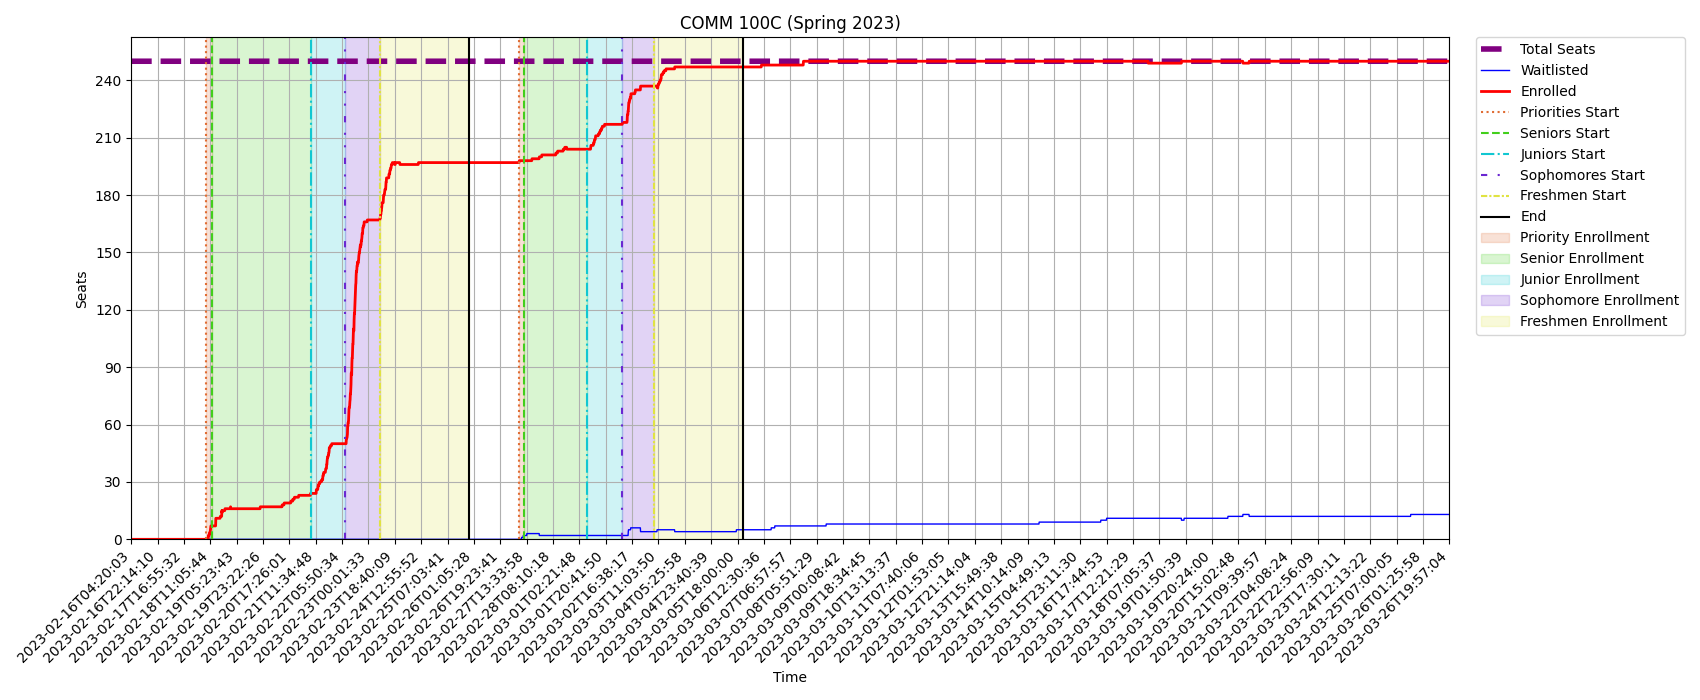 COMM 100C (Spring 2023)
Total Seats
Waitlisted
Enrolled
Priorities Start
Seniors Start
Juniors Start
Sophomores Start
Freshmen Start
End
Priority Enrollment
Senior Enrollment
Junior Enrollment
Sophomore Enrollment
Freshmen Enrollment
Seats
240
210
180
150
120
90
60
30
0
2023-02-16T04:20:03
2023-02-16T22:14:10
2023-02-17T16:55:32
2023-02-18T11:05:44
2023-02-19T05:23:43
2023-02-19T23:22:26
2023-02-20T17:26:01
2023-02-21T11:34:48
2023-02-22T05:50:34
2023-02-23T00:01:33
2023-02-23T18:40:09
2023-02-24T12:55:52
2023-02-25T07:03:41
2023-02-26T01:05:28
2023-02-26T19:23:41
2023-02-27T13:33:58
2023-02-28T08:10:19
2023-03-01T02:21:48
2023-03-01T20:41:50
2023-03-02T16:38:17
2023-03-03T11:03:50
2023-03-04T05:25:58
2023-03-04T23:40:39
2023-03-05T18:00:00
2023-03-06T12:30:36
2023-03-07T06:57:57
2023-03-08T05:51:29
2023-03-09T00:08:42
2023-03-09T18:34:45
2023-03-10T13:13:37
2023-03-11T07:40:06
2023-03-12T01:53:05
2023-03-12T21:14:04
2023-03-13T15:49:38
2023-03-14T10:14:09
2023-03-15T04:49:13
2023-03-15T23:11:30
2023-03-16T17:44:53
2023-03-17T12:21:29
2023-03-18T07:05:37
2023-03-19T01:50:39
2023-03-19T20:24:00
2023-03-20T15:02:48
2023-03-21T09:39:57
2023-03-22T04:08:24
2023-03-22T22:56:09
2023-03-23T17:30:11
2023-03-24T12:13:22
2023-03-25T07:00:05
2023-03-26T01:25:58
2023-03-26T19:57:04
Time